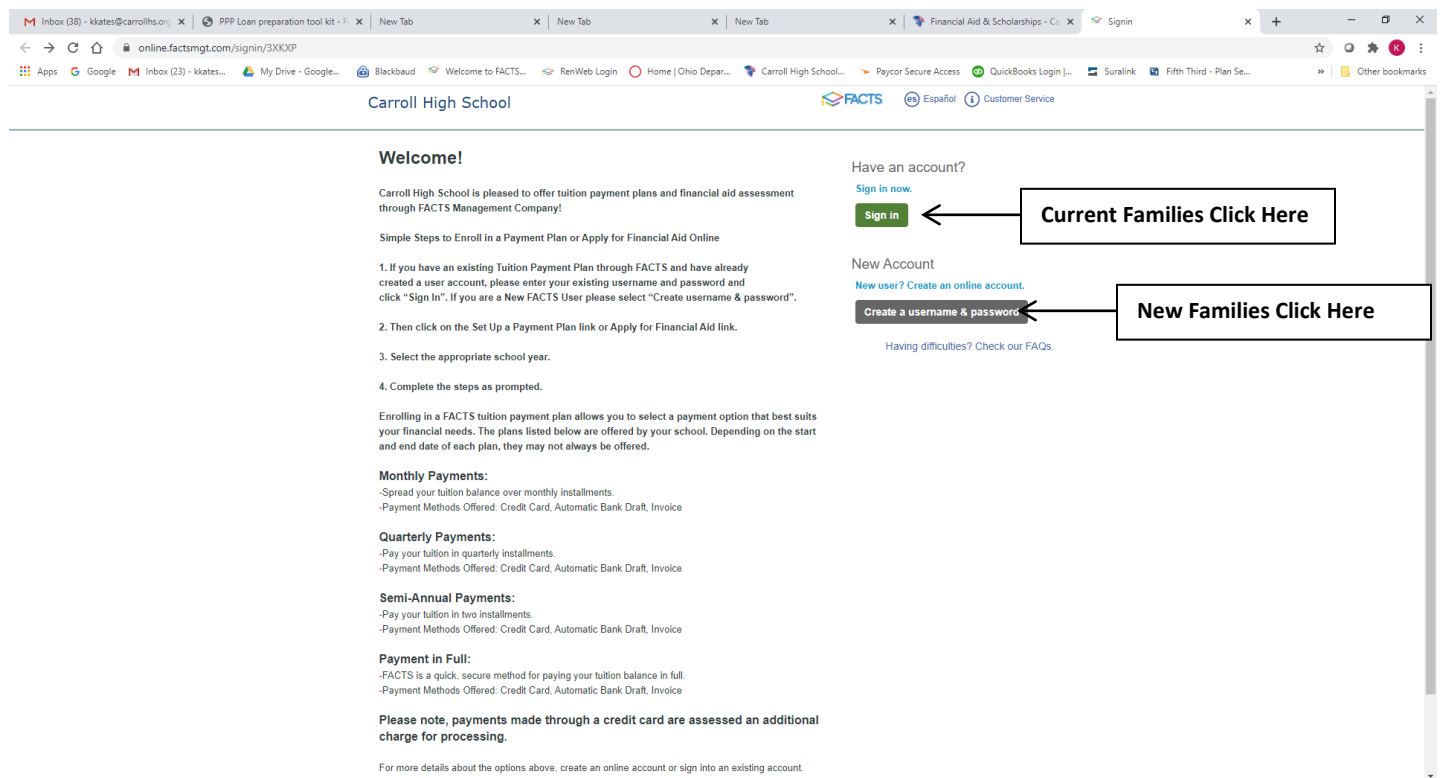 Inbox (38) - kkates@carrollhs.org
PPP Loan preparation tool kit - Fi
New Tab
New Tab
New Tab
Financial Aid & Scholarships - Ca
Signin
online.factsmgt.com/signin/3XKXP
K
Apps
Google
Inbox (23) - kkates...
My Drive - Google...
Blackbaud
Welcome to FACTS...
RenWeb Login
Home | Ohio Depar...
Carroll High School...
Paycor Secure Access
QuickBooks Login |...
Suralink
Fifth Third - Plan Se...
»
Other bookmarks
Carroll High School
FACTS
es Español
i Customer Service
Welcome!
Carroll High School is pleased to offer tuition payment plans and financial aid assessment
through FACTS Management Company!
Simple Steps to Enroll in a Payment Plan or Apply for Financial Aid Online
1. If you have an existing Tuition Payment Plan through FACTS and have already
created a user account, please enter your existing username and password and
click “Sign In”. If you are a New FACTS User please select “Create username & password”.
2. Then click on the Set Up a Payment Plan link or Apply for Financial Aid link.
3. Select the appropriate school year.
4. Complete the steps as prompted.
Enrolling in a FACTS tuition payment plan allows you to select a payment option that best suits
your financial needs. The plans listed below are offered by your school. Depending on the start
and end date of each plan, they may not always be offered.
Monthly Payments:
-Spread your tuition balance over monthly installments.
-Payment Methods Offered: Credit Card, Automatic Bank Draft, Invoice
Quarterly Payments:
-Pay your tuition in quarterly installments.
-Payment Methods Offered: Credit Card, Automatic Bank Draft, Invoice
Semi-Annual Payments:
-Pay your tuition in two installments.
-Payment Methods Offered: Credit Card, Automatic Bank Draft, Invoice
Payment in Full:
-FACTS is a quick, secure method for paying your tuition balance in full.
-Payment Methods Offered: Credit Card, Automatic Bank Draft, Invoice
Please note, payments made through a credit card are assessed an additional
charge for processing.
For more details about the options above, create an online account or sign into an existing account.
Have an account?
Sign in now.
Sign in
Current Families Click Here
New Account
New user? Create an online account.
Create a username & password
New Families Click Here
Having difficulties? Check our FAQs.